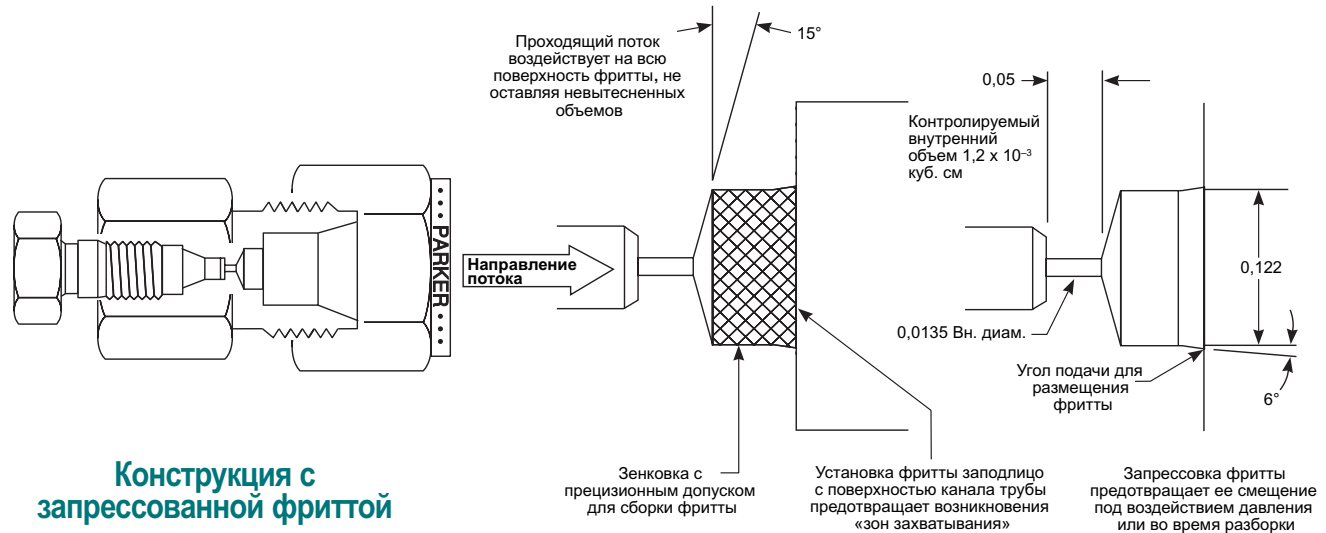 Проходящий поток
воздействует на всю
поверхность фритты, не
оставляя невытесненных
объемов
15°
0,05
Контролируемый
внутренний
объем 1,2 x 10⁻³
куб. см
PARKER
Направление
потока
0,122
0,0135 Вн. диам.
Угол подачи для
размещения
фритты
6°
Конструкция с
запрессованной фриттой
Зенковка с
прецизионным допуском
для сборки фритты
Установка фритты заподлицо
с поверхностью канала трубы
предотвращает возникновения
«зон захватывания»
Запрессовка фритты
предотвращает ее смещение
под воздействием давления
или во время разборки